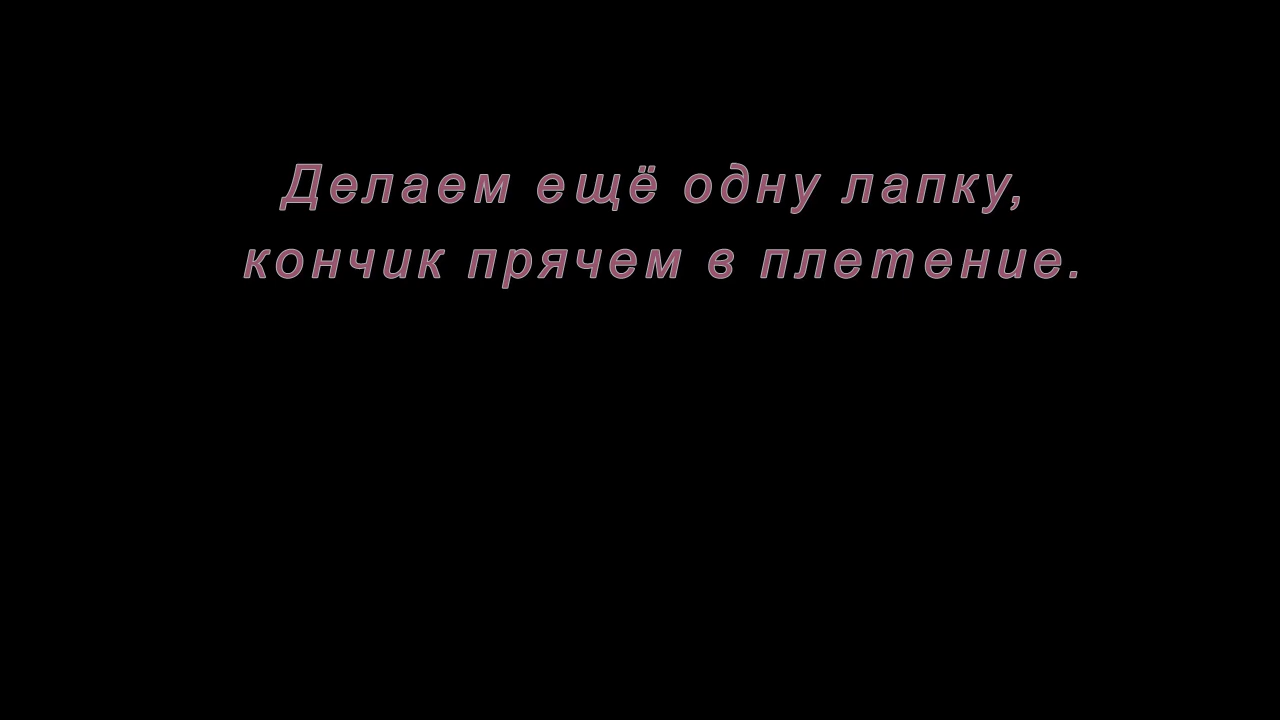 Делаем ещё одну лапку,
кончик прячем в плетение.